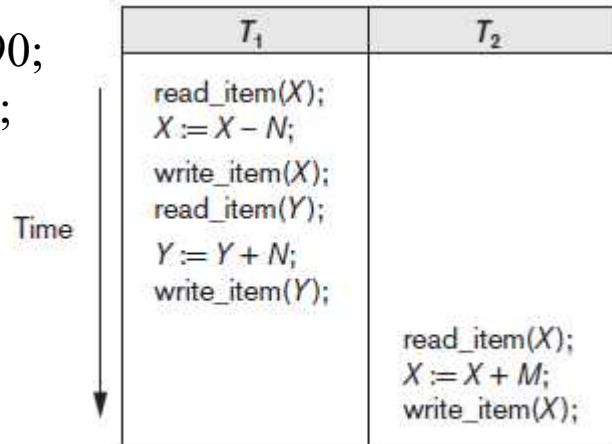 90;
;
T₁ T₂
read_item(X);
X := X – N;
write_item(X);
read_item(Y);
Time
Y := Y + N;
write_item(Y);
read_item(X);
X := X + M;
write_item(X);